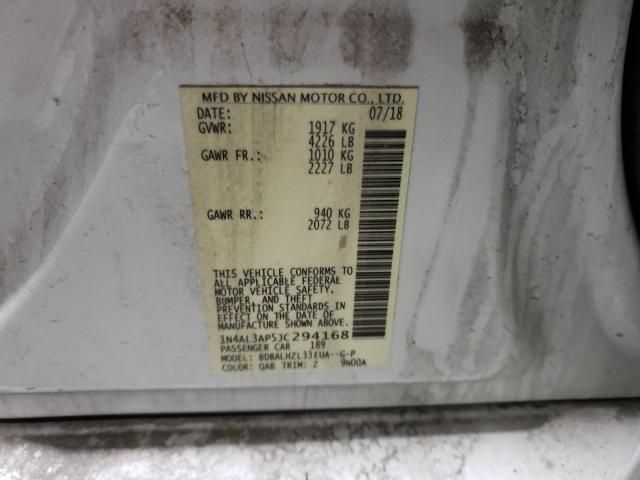 MFD BY NISSAN MOTOR CO., LTD.
DATE: 07/18
GVWR: 1917 KG
4226 LB
GAWR FR.: 1010 KG
2227 LB
GAWR RR.: 940 KG
2072 LB
THIS VEHICLE CONFORMS TO
ALL APPLICABLE FEDERAL
MOTOR VEHICLE SAFETY,
BUMPER, AND THEFT
PREVENTION STANDARDS IN
EFFECT ON THE DATE OF
MANUFACTURE SHOWN ABOVE.
1N4AL3AP5JC294168
PASSENGER CAR 189
MODEL: BDBALHZL33EUA--G-P
COLOR: QAB TRIM: Z 9N00A